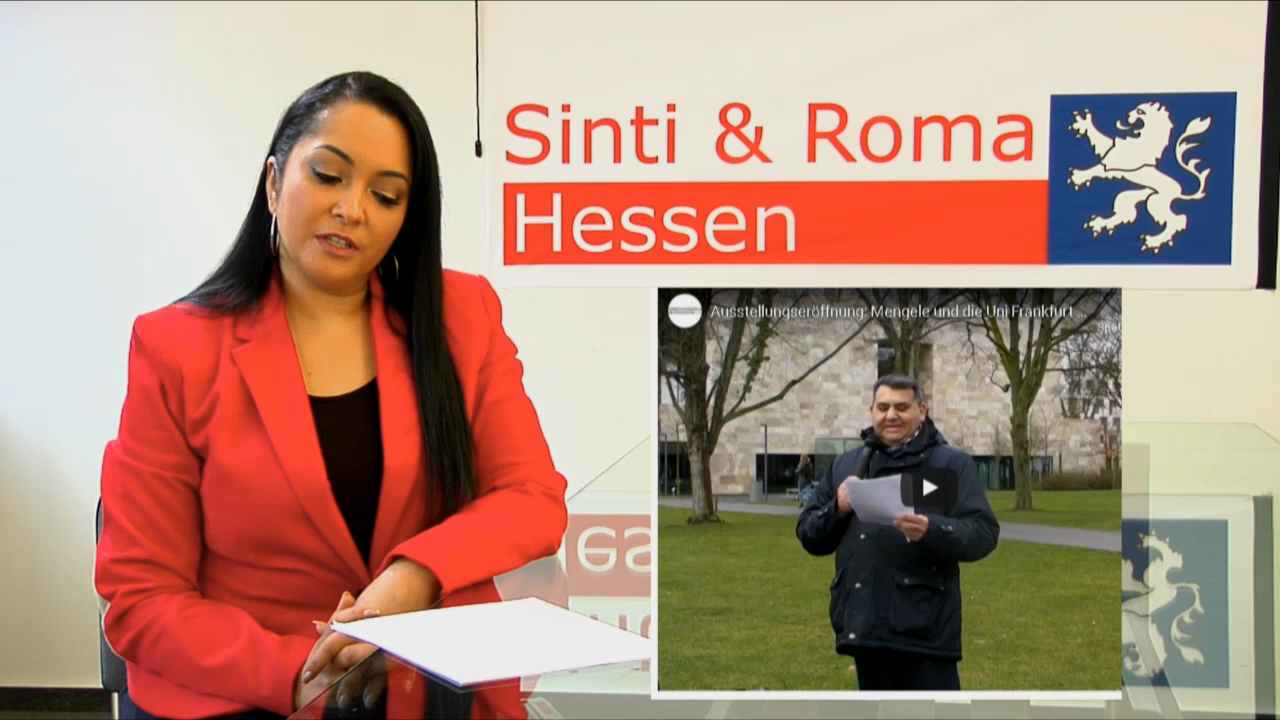 Sinti & Roma
Hessen
Ausstellungseröffnung: Mengele und die Uni Frankfurt ...